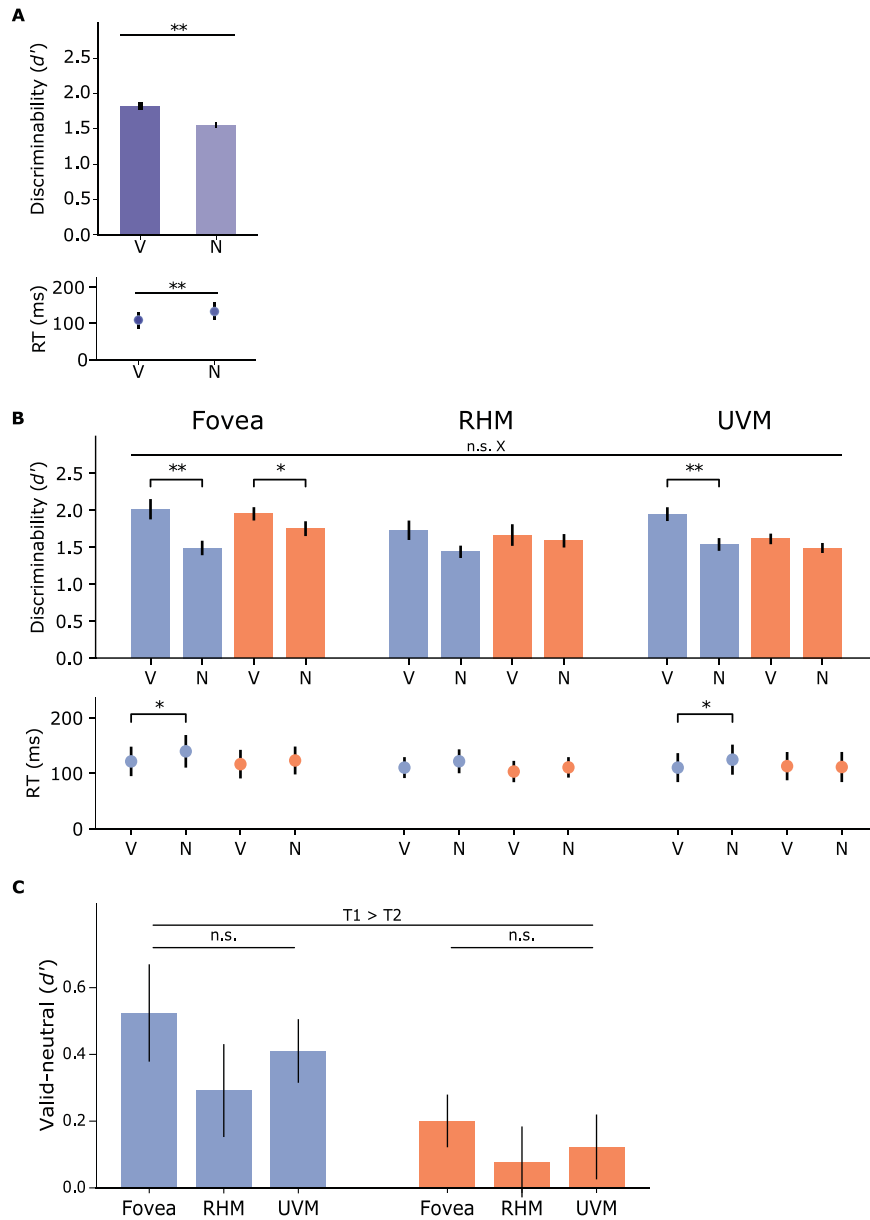 A
**
Discriminability (d')
2.5
2.0
1.5
1.0
0.5
0.0
V N
**
RT (ms)
200
100
0
V N
B
Fovea RHM UVM
n.s. X
** * **
Discriminability (d')
2.5
2.0
1.5
1.0
0.5
0.0
V N V N V N V N V N V N
* *
RT (ms)
200
100
0
V N V N V N V N V N V N
C
T1 > T2
n.s. n.s.
Valid-neutral (d')
0.6
0.4
0.2
0.0
Fovea RHM UVM Fovea RHM UVM